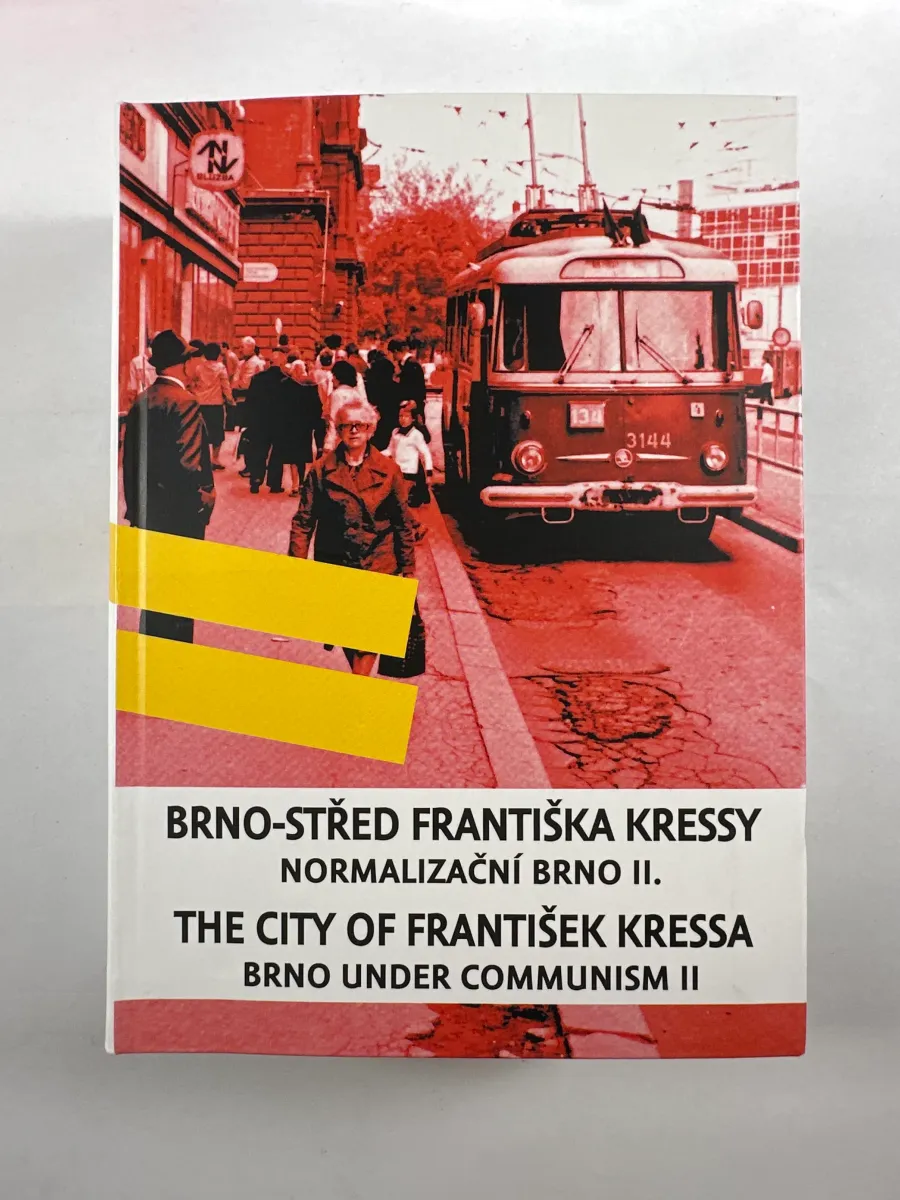 SLUŽBA
134
3144
BRNO-STŘED FRANTIŠKA KRESSY
NORMALIZAČNÍ BRNO II.
THE CITY OF FRANTIŠEK KRESSA
BRNO UNDER COMMUNISM II